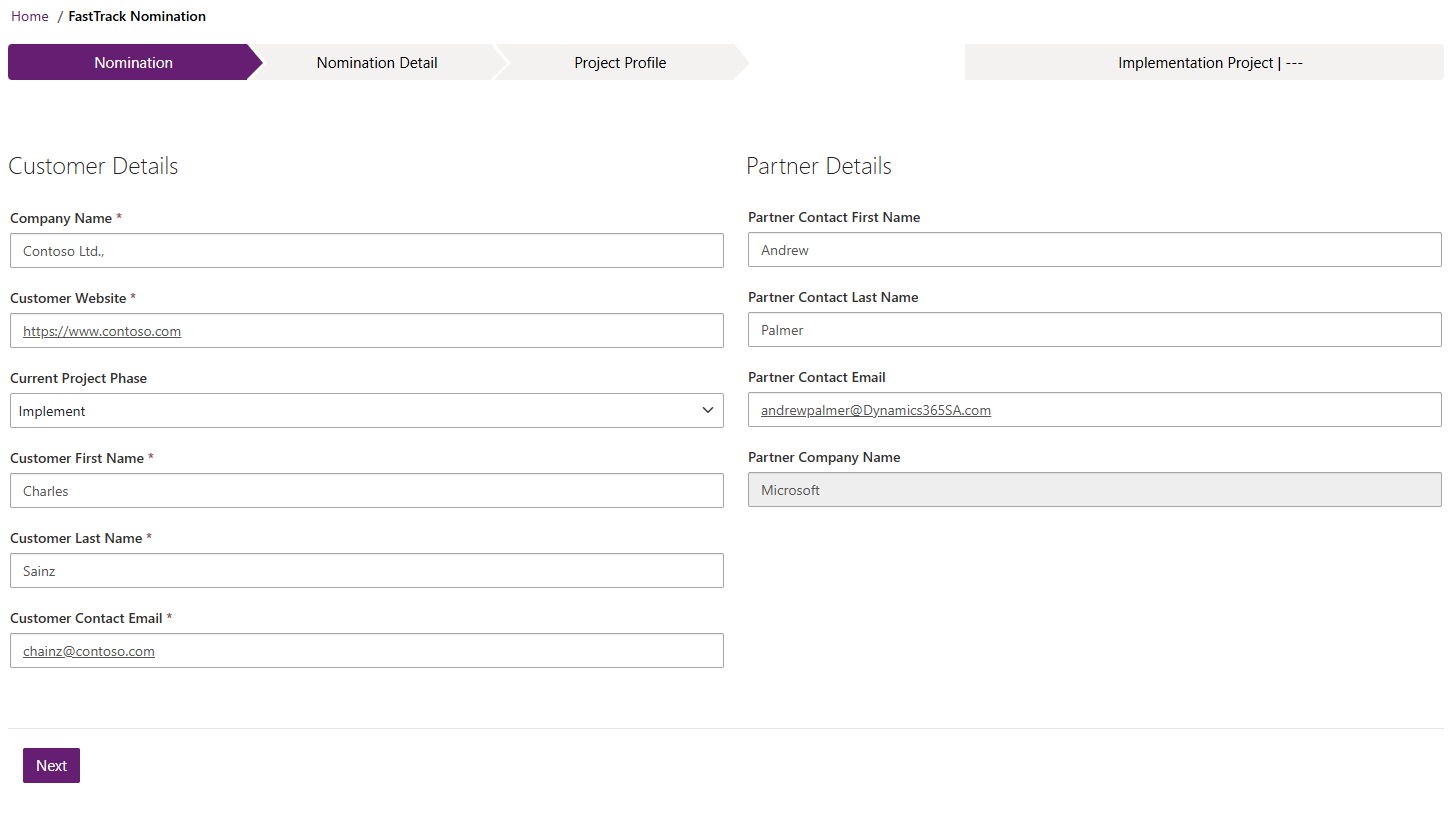 Home / FastTrack Nomination
Nomination
Nomination Detail
Project Profile
Implementation Project | ---
Customer Details
Company Name *
Contoso Ltd.,
Customer Website *
https://www.contoso.com
Current Project Phase
Implement
Customer First Name *
Charles
Customer Last Name *
Sainz
Customer Contact Email *
chainz@contoso.com
Partner Details
Partner Contact First Name
Andrew
Partner Contact Last Name
Palmer
Partner Contact Email
andrewpalmer@Dynamics365SA.com
Partner Company Name
Microsoft
Next